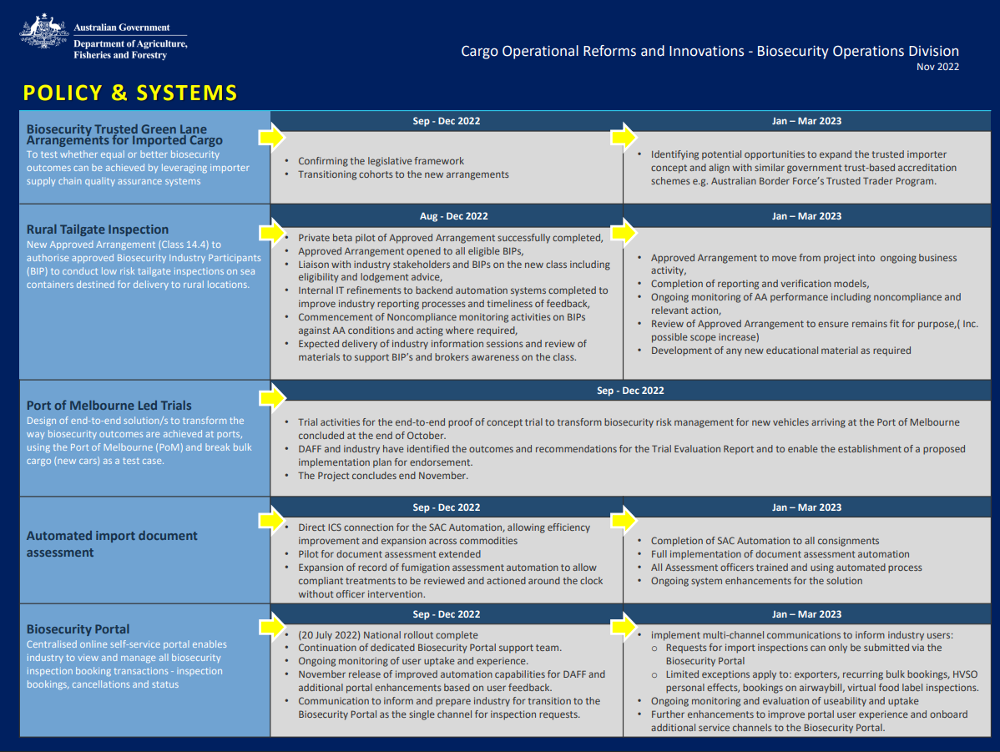 Australian Government
Department of Agriculture,
Fisheries and Forestry
Cargo Operational Reforms and Innovations - Biosecurity Operations Division
Nov 2022
POLICY & SYSTEMS
Biosecurity Trusted Green Lane
Arrangements for Imported Cargo
To test whether equal or better biosecurity
outcomes can be achieved by leveraging importer
supply chain quality assurance systems
Sep - Dec 2022
• Confirming the legislative framework
• Transitioning cohorts to the new arrangements
Jan – Mar 2023
• Identifying potential opportunities to expand the trusted importer
concept and align with similar government trust-based accreditation
schemes e.g. Australian Border Force's Trusted Trader Program.
Rural Tailgate Inspection
New Approved Arrangement (Class 14.4) to
authorise approved Biosecurity Industry Participants
(BIP) to conduct low risk tailgate inspections on sea
containers destined for delivery to rural locations.
Aug - Dec 2022
• Private beta pilot of Approved Arrangement successfully completed,
• Approved Arrangement opened to all eligible BIPs,
• Liaison with industry stakeholders and BIPs on the new class including
eligibility and lodgement advice,
• Internal IT refinements to backend automation systems completed to
improve industry reporting processes and timeliness of feedback,
• Commencement of Noncompliance monitoring activities on BIPs
against AA conditions and acting where required,
• Expected delivery of industry information sessions and review of
materials to support BIP's and brokers awareness on the class.
Jan – Mar 2023
• Approved Arrangement to move from project into ongoing business
activity,
• Completion of reporting and verification models,
• Ongoing monitoring of AA performance including noncompliance and
relevant action,
• Review of Approved Arrangement to ensure remains fit for purpose,( Inc.
possible scope increase)
• Development of any new educational material as required
Port of Melbourne Led Trials
Design of end-to-end solution/s to transform the
way biosecurity outcomes are achieved at ports,
using the Port of Melbourne (PoM) and break bulk
cargo (new cars) as a test case.
Sep - Dec 2022
• Trial activities for the end-to-end proof of concept trial to transform biosecurity risk management for new vehicles arriving at the Port of Melbourne
concluded at the end of October.
• DAFF and industry have identified the outcomes and recommendations for the Trial Evaluation Report and to enable the establishment of a proposed
implementation plan for endorsement.
• The Project concludes end November.
Automated import document
assessment
Sep - Dec 2022
• Direct ICS connection for the SAC Automation, allowing efficiency
improvement and expansion across commodities
• Pilot for document assessment extended
• Expansion of record of fumigation assessment automation to allow
compliant treatments to be reviewed and actioned around the clock
without officer intervention.
Jan – Mar 2023
• Completion of SAC Automation to all consignments
• Full implementation of document assessment automation
• All Assessment officers trained and using automated process
• Ongoing system enhancements for the solution
Biosecurity Portal
Centralised online self-service portal enables
industry to view and manage all biosecurity
inspection booking transactions - inspection
bookings, cancellations and status
Sep - Dec 2022
• (20 July 2022) National rollout complete
• Continuation of dedicated Biosecurity Portal support team.
• Ongoing monitoring of user uptake and experience.
• November release of improved automation capabilities for DAFF and
additional portal enhancements based on user feedback.
• Communication to inform and prepare industry for transition to the
Biosecurity Portal as the single channel for inspection requests.
Jan – Mar 2023
• implement multi-channel communications to inform industry users:
o Requests for import inspections can only be submitted via the
Biosecurity Portal
o Limited exceptions apply to: exporters, recurring bulk bookings, HVSO
personal effects, bookings on airwaybill, virtual food label inspections.
• Ongoing monitoring and evaluation of useability and uptake
• Further enhancements to improve portal user experience and onboard
additional service channels to the Biosecurity Portal.